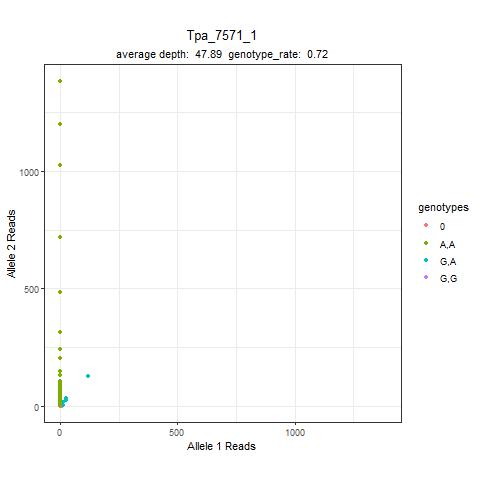 Tpa_7571_1
average depth: 47.89 genotype_rate: 0.72
Allele 2 Reads
1000
500
0
0 500 1000
Allele 1 Reads
genotypes
0
A,A
G,A
G,G